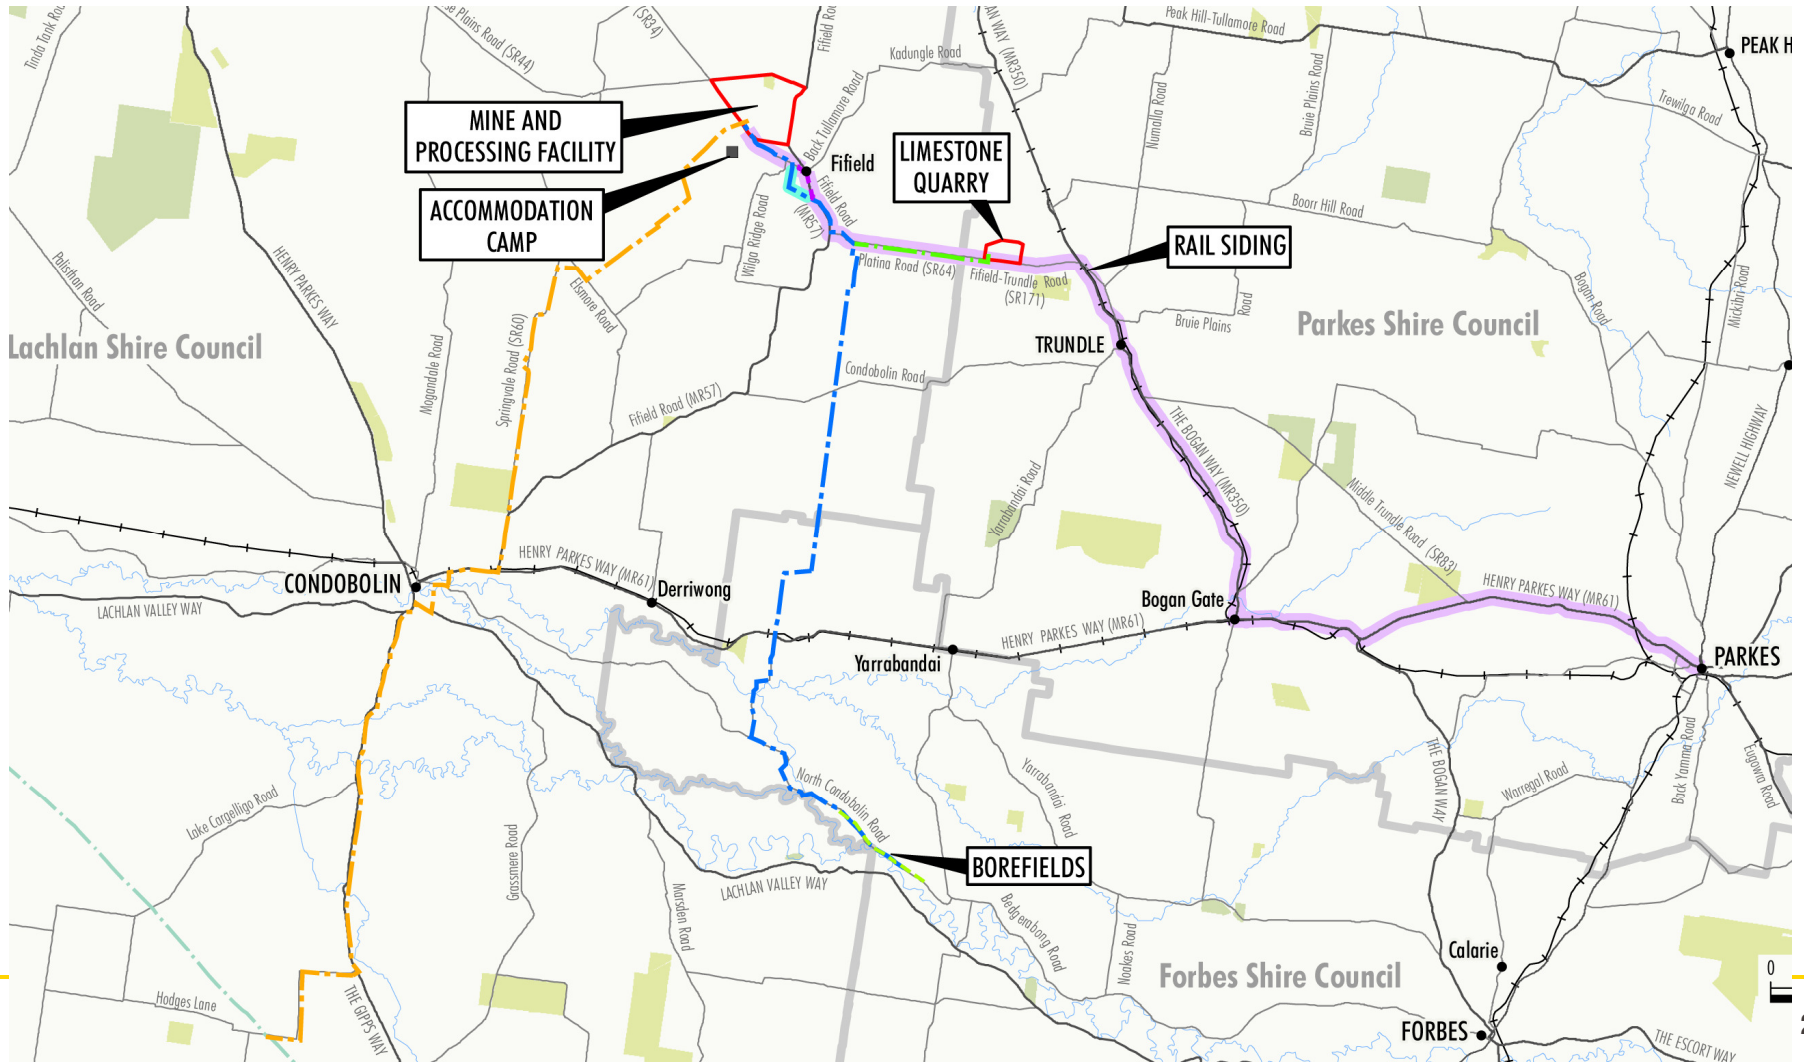 Tinda Tank
se Plains Road (SR44)
(SR34)
Fifield Ro
AN WAY (MR350)
Peak Hill-Tullamore Road
PEAK H
Kadungle Road
Bruie Plains Road
Trewilga Road
Numalla Road
Back Tullamore Road
MINE AND
PROCESSING FACILITY
LIMESTONE
QUARRY
Fifield
ACCOMMODATION
CAMP
Fifield Road
(MR57)
Wilga Ridge Road
Boorr Hill Road
RAIL SIDING
Platina Road (SR64)
Fifield-Trundle Road
(SR171)
HENRY PARKES WAY
Palisthan Road
Elsmore Road
Bogan Road
Mickibri Road
Bruie Plains
Road
Lachlan Shire Council
Parkes Shire Council
TRUNDLE
Mogandale Road
Springvale Road (SR60)
Condobolin Road
Fifield Road (MR57)
THE BOGAN WAY (MR350)
NEWELL HIGHWAY
Yarrabandai Road
Middle Trundle Road (SR83)
CONDOBOLIN
HENRY PARKES WAY (MR61)
Derriwong
LACHLAN VALLEY WAY
Bogan Gate
HENRY PARKES WAY (MR61)
HENRY PARKES WAY (MR61)
Yarrabandai
PARKES
North Condobolin Road
Yarrabandai Road
THE BOGAN WAY
Warregal Road
Back Yamma Road
Eugowra Road
Lake Cargelligo Road
Grassmere Road
BOREFIELDS
LACHLAN VALLEY WAY
Marsden Road
Bedgerabong Road
Noakes Road
Calarie
Forbes Shire Council
0
Hodges Lane
THE GIPPS WAY
FORBES
THE ESCORT WAY